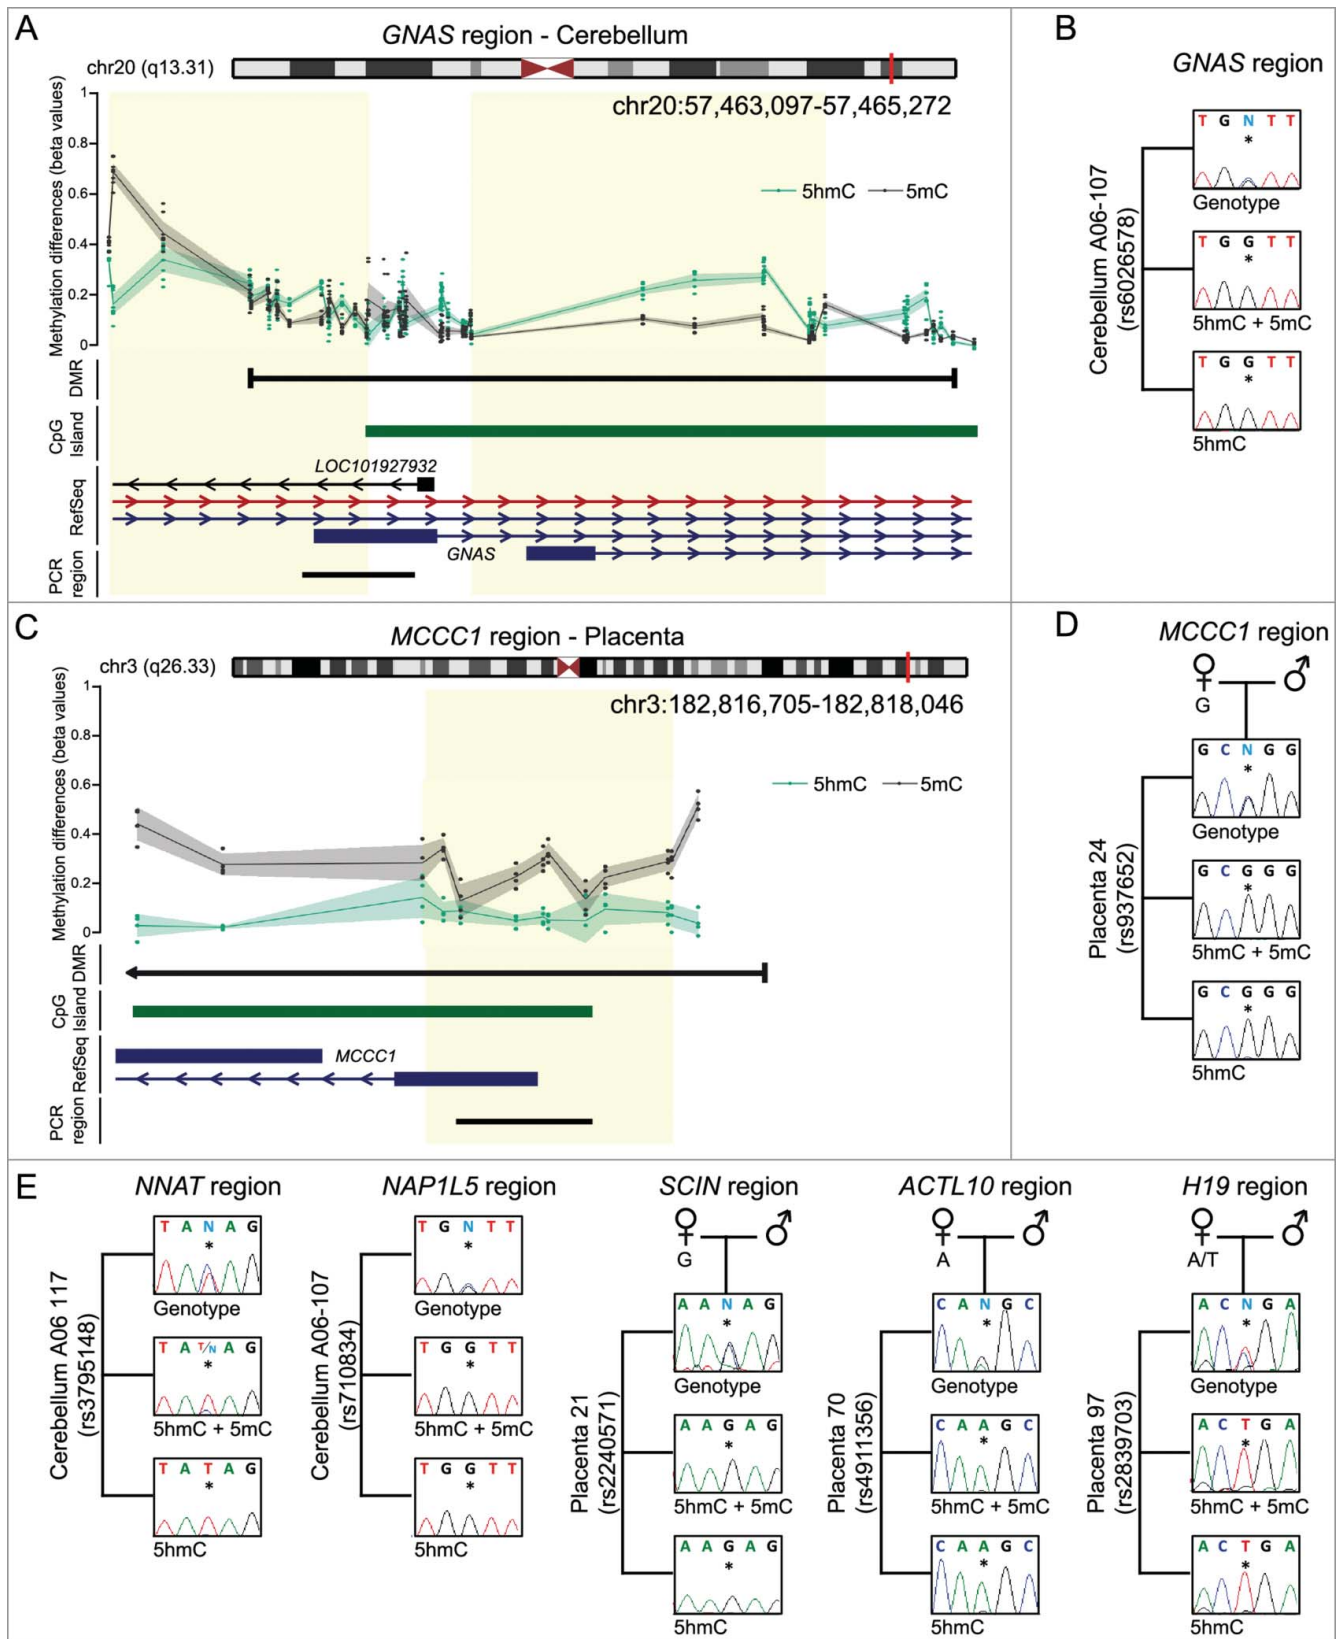 A
GNAS region - Cerebellum
chr20 (q13.31)
chr20:57,463,097-57,465,272
Methylation differences (beta values)
1
0.8
0.6
0.4
0.2
0
5hmC 5mC
DMR
CpG
Island
RefSeq
LOC101927932
GNAS
PCR
region
B
GNAS region
Cerebellum A06-107
(rs6026578)
T G N T T
*
Genotype
T G G T T
*
5hmC + 5mC
T G G T T
*
5hmC
C
MCCC1 region - Placenta
chr3 (q26.33)
chr3:182,816,705-182,818,046
Methylation differences (beta values)
1
0.8
0.6
0.4
0.2
0
5hmC 5mC
DMR
CpG
Island
RefSeq
MCCC1
PCR
region
D
MCCC1 region
♀ ♂
G
Placenta 24
(rs937652)
G C N G G
*
Genotype
G C G G G
*
5hmC + 5mC
G C G G G
*
5hmC
E
NNAT region
Cerebellum A06 117
(rs3795148)
T A N A G
*
Genotype
T A T/N A G
*
5hmC + 5mC
T A T A G
*
5hmC
NAP1L5 region
Cerebellum A06-107
(rs710834)
T G N T T
*
Genotype
T G G T T
*
5hmC + 5mC
T G G T T
*
5hmC
SCIN region
♀ ♂
G
Placenta 21
(rs2240571)
A A N A G
*
Genotype
A A G A G
*
5hmC + 5mC
A A G A G
*
5hmC
ACTL10 region
♀ ♂
A
Placenta 70
(rs4911356)
C A N G C
*
Genotype
C A A G C
*
5hmC + 5mC
C A A G C
*
5hmC
H19 region
♀ ♂
A/T
Placenta 97
(rs2839703)
A C N G A
*
Genotype
A C T G A
*
5hmC + 5mC
A C T G A
*
5hmC